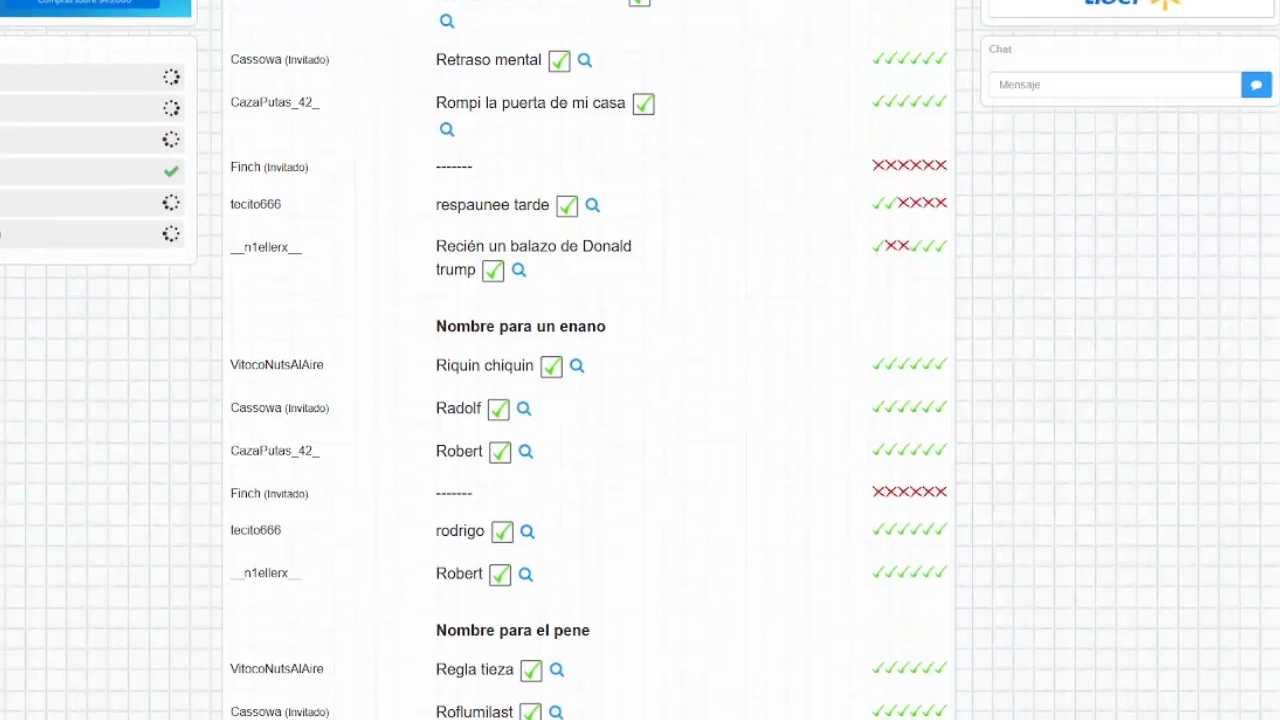 Chat
Mensaje
Cassowa (Invitado) Retraso mental
CazaPutas_42_ Rompi la puerta de mi casa
Finch (Invitado) -------
tecito666 respaunee tarde
__n1ellerx__ Recién un balazo de Donald
trump
Nombre para un enano
VitocoNutsAlAire Riquin chiquin
Cassowa (Invitado) Radolf
CazaPutas_42_ Robert
Finch (Invitado) -------
tecito666 rodrigo
__n1ellerx__ Robert
Nombre para el pene
VitocoNutsAlAire Regla tieza
Cassowa (Invitado) Roflumilast